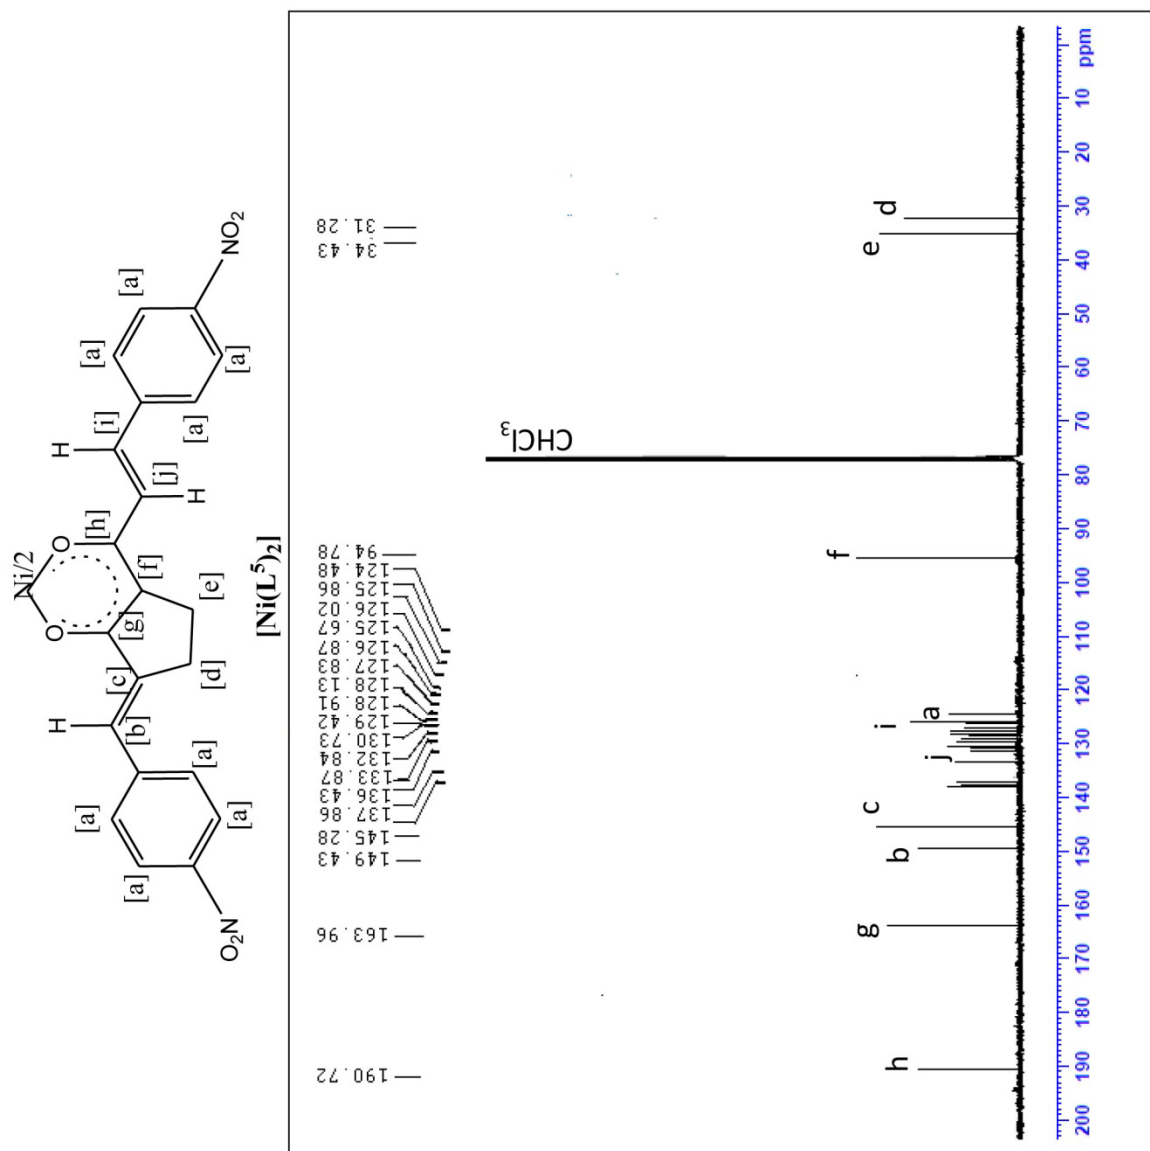 O₂N
[a]
[a]
[a]
[a]
[b]
H
[c]
[d]
[g]
O
Ni/2
O
[f]
[e]
[h]
[j]
H
H
[i]
[a]
[a]
[a]
[a]
NO₂
[Ni(L⁵)₂]
190.72
163.96
149.43
145.28
137.86
136.43
133.87
132.84
130.73
129.42
128.91
128.13
127.83
126.87
125.67
126.02
125.86
124.48
94.78
34.43
31.28
h
g
b
c
j
i
a
f
CHCl₃
e
d
200 190 180 170 160 150 140 130 120 110 100 90 80 70 60 50 40 30 20 10 ppm